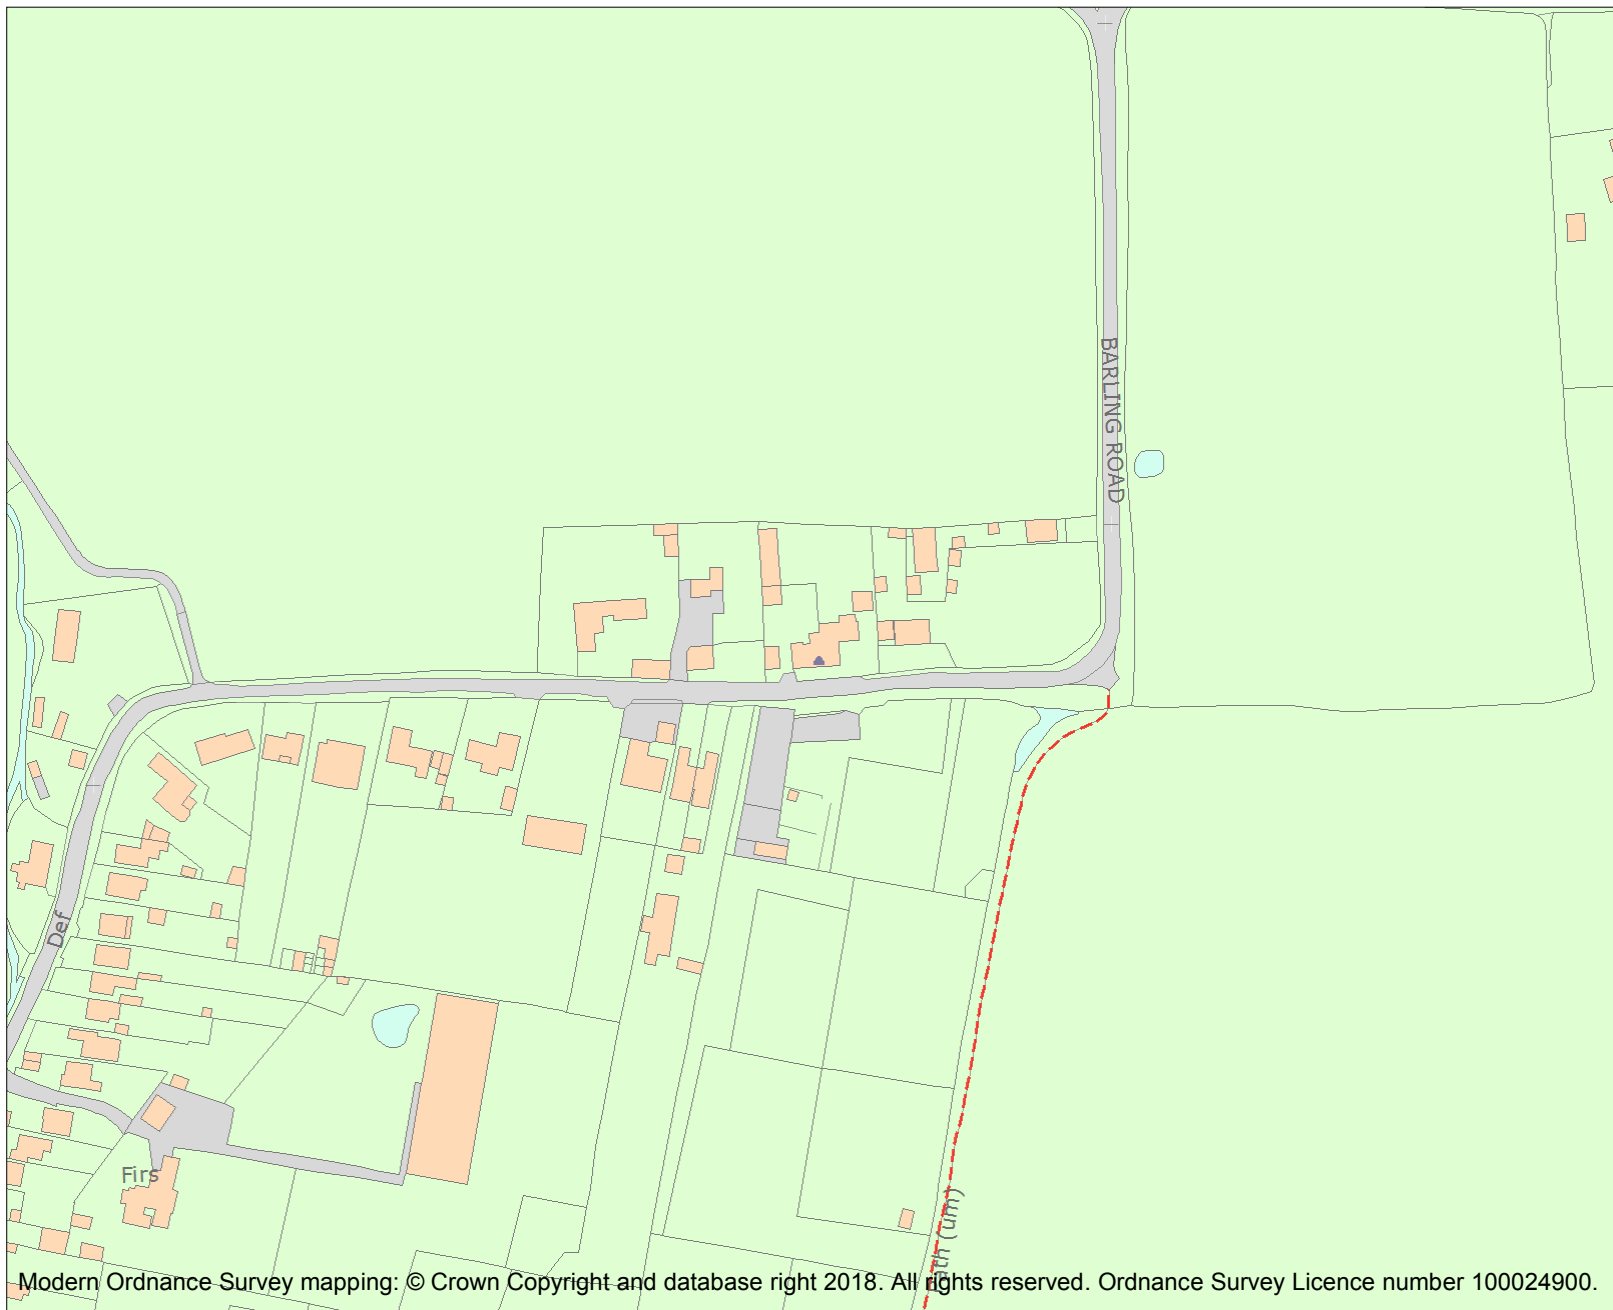 BARLING ROAD
Def
Firs
ath (um)
Modern Ordnance Survey mapping: © Crown Copyright and database right 2018. All rights reserved. Ordnance Survey Licence number 100024900.